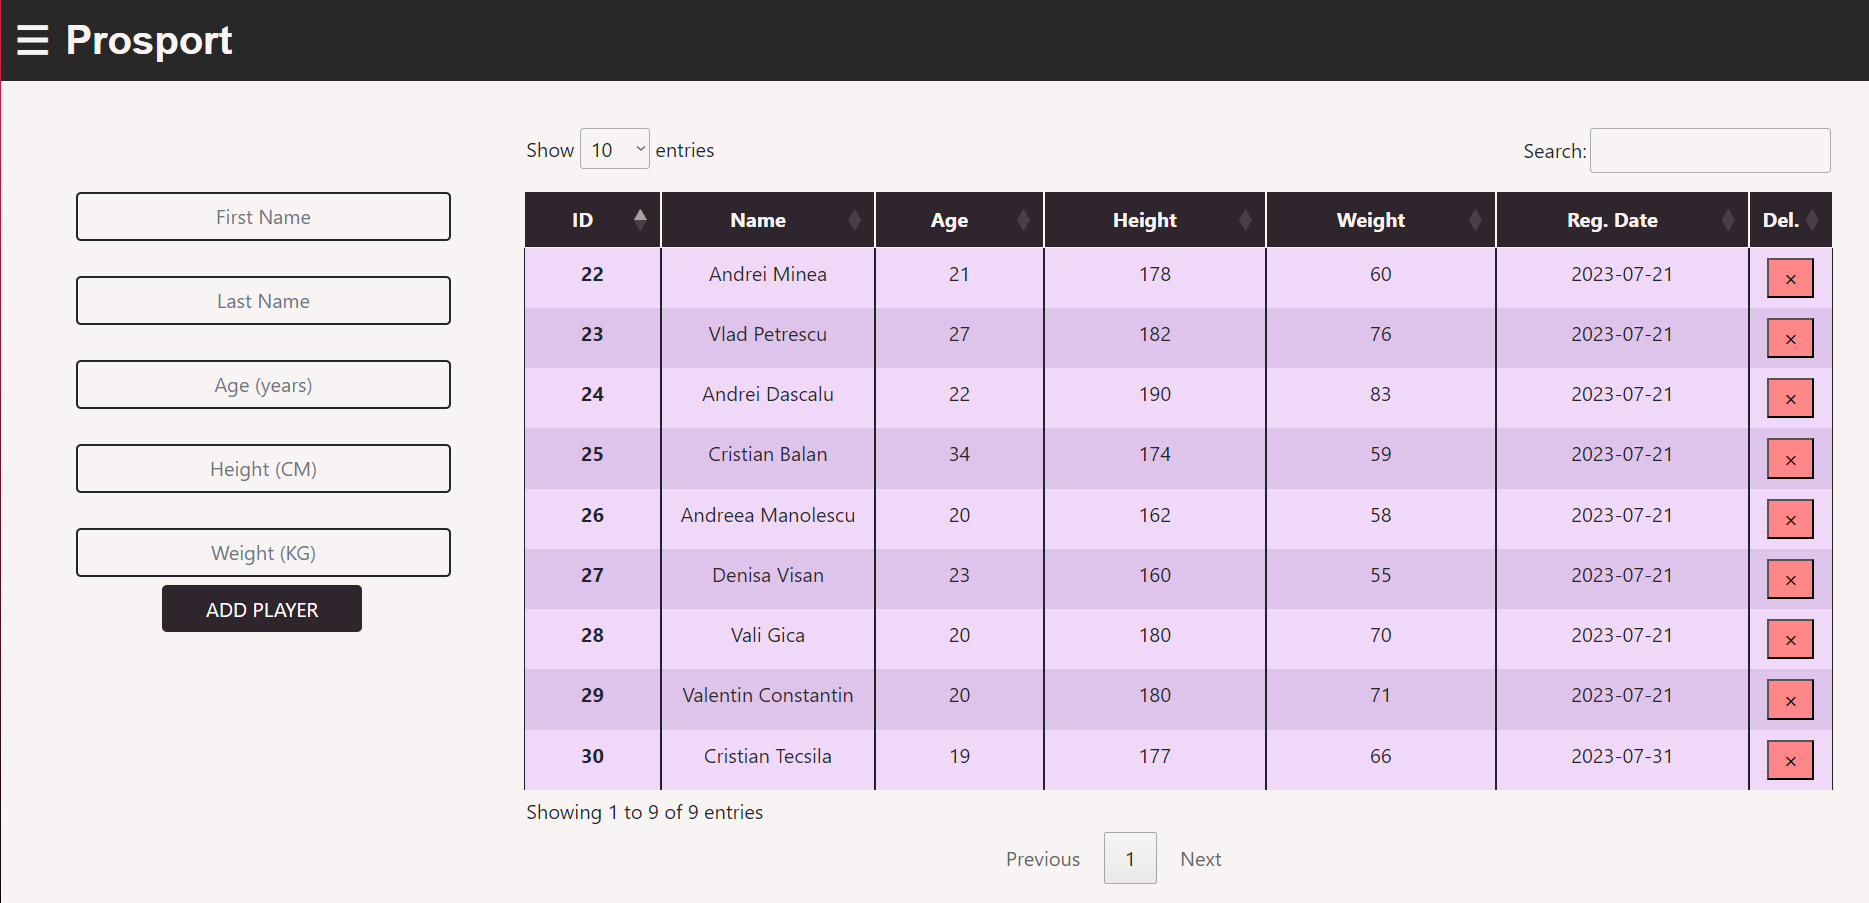 ☰ Prosport
Show 10 entries
Search:
First Name
Last Name
Age (years)
Height (CM)
Weight (KG)
ADD PLAYER
ID Name Age Height Weight Reg. Date Del.
22 Andrei Minea 21 178 60 2023-07-21 ×
23 Vlad Petrescu 27 182 76 2023-07-21 ×
24 Andrei Dascalu 22 190 83 2023-07-21 ×
25 Cristian Balan 34 174 59 2023-07-21 ×
26 Andreea Manolescu 20 162 58 2023-07-21 ×
27 Denisa Visan 23 160 55 2023-07-21 ×
28 Vali Gica 20 180 70 2023-07-21 ×
29 Valentin Constantin 20 180 71 2023-07-21 ×
30 Cristian Tecsila 19 177 66 2023-07-31 ×
Showing 1 to 9 of 9 entries
Previous 1 Next